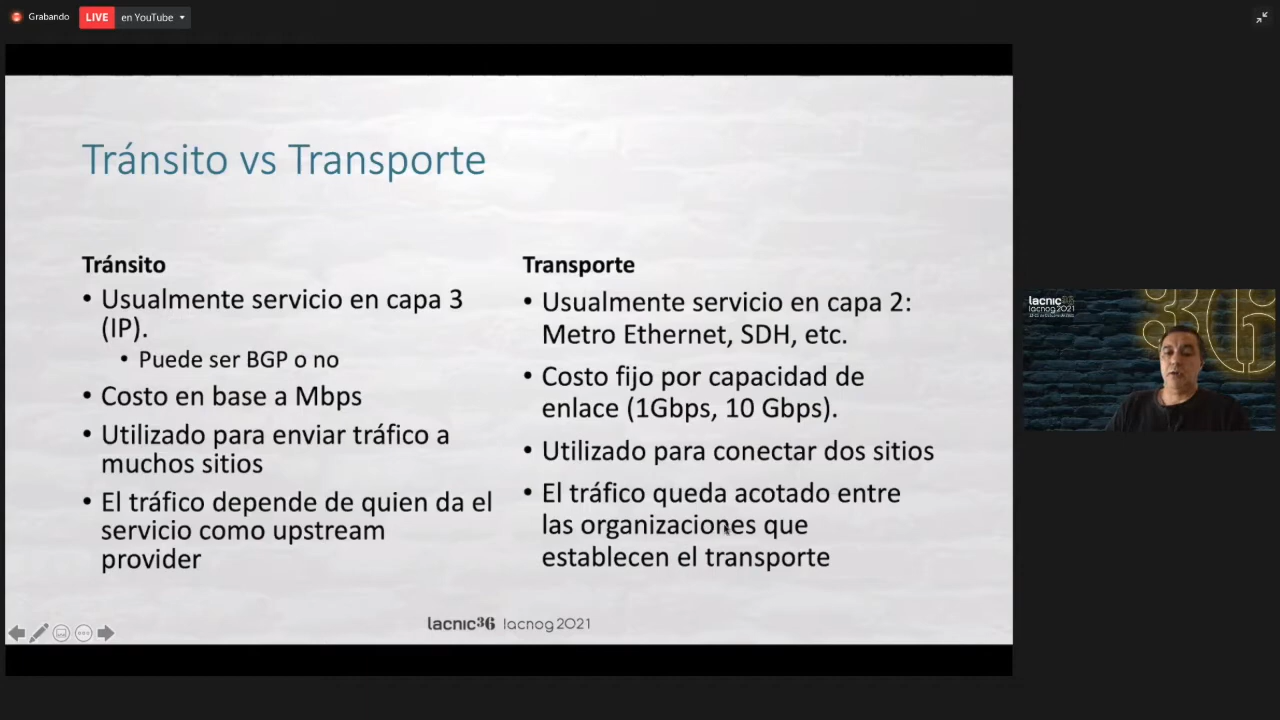 Grabando
LIVE
en YouTube
Tránsito vs Transporte
Tránsito
• Usualmente servicio en capa 3
(IP).
• Puede ser BGP o no
• Costo en base a Mbps
• Utilizado para enviar tráfico a
muchos sitios
• El tráfico depende de quien da el
servicio como upstream
provider
Transporte
• Usualmente servicio en capa 2:
Metro Ethernet, SDH, etc.
• Costo fijo por capacidad de
enlace (1Gbps, 10 Gbps).
• Utilizado para conectar dos sitios
• El tráfico queda acotado entre
las organizaciones que
establecen el transporte
lacnic36 lacnog2021
lacnic36
lacnog2021
36